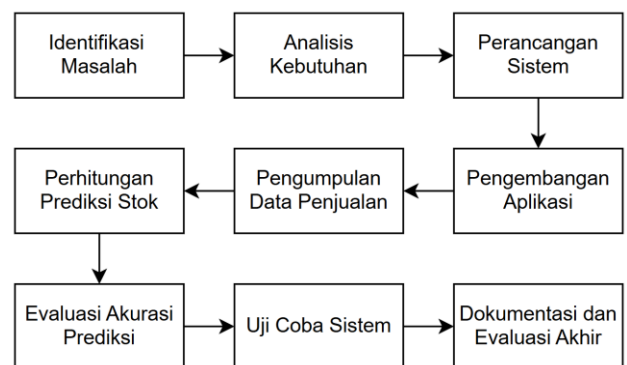 Identifikasi
Masalah
Analisis
Kebutuhan
Perancangan
Sistem
Pengembangan
Aplikasi
Pengumpulan
Data Penjualan
Perhitungan
Prediksi Stok
Evaluasi Akurasi
Prediksi
Uji Coba Sistem
Dokumentasi dan
Evaluasi Akhir